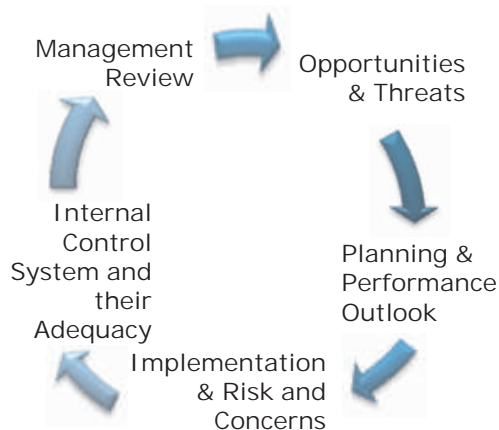 Management
Review
Opportunities
& Threats
Planning &
Performance
Outlook
Implementation
& Risk and
Concerns
Internal
Control
System and
their
Adequacy